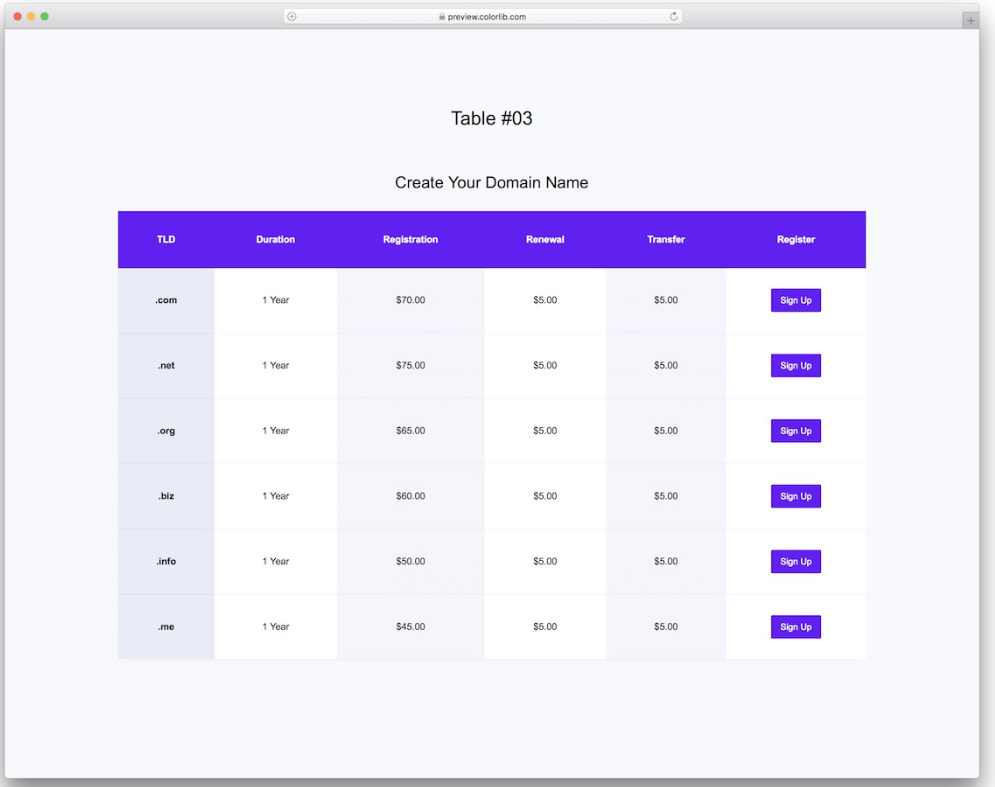 preview.colorlib.com
Table #03
Create Your Domain Name
TLD Duration Registration Renewal Transfer Register
.com 1 Year $70.00 $5.00 $5.00 Sign Up
.net 1 Year $75.00 $5.00 $5.00 Sign Up
.org 1 Year $65.00 $5.00 $5.00 Sign Up
.biz 1 Year $60.00 $5.00 $5.00 Sign Up
.info 1 Year $50.00 $5.00 $5.00 Sign Up
.me 1 Year $45.00 $5.00 $5.00 Sign Up